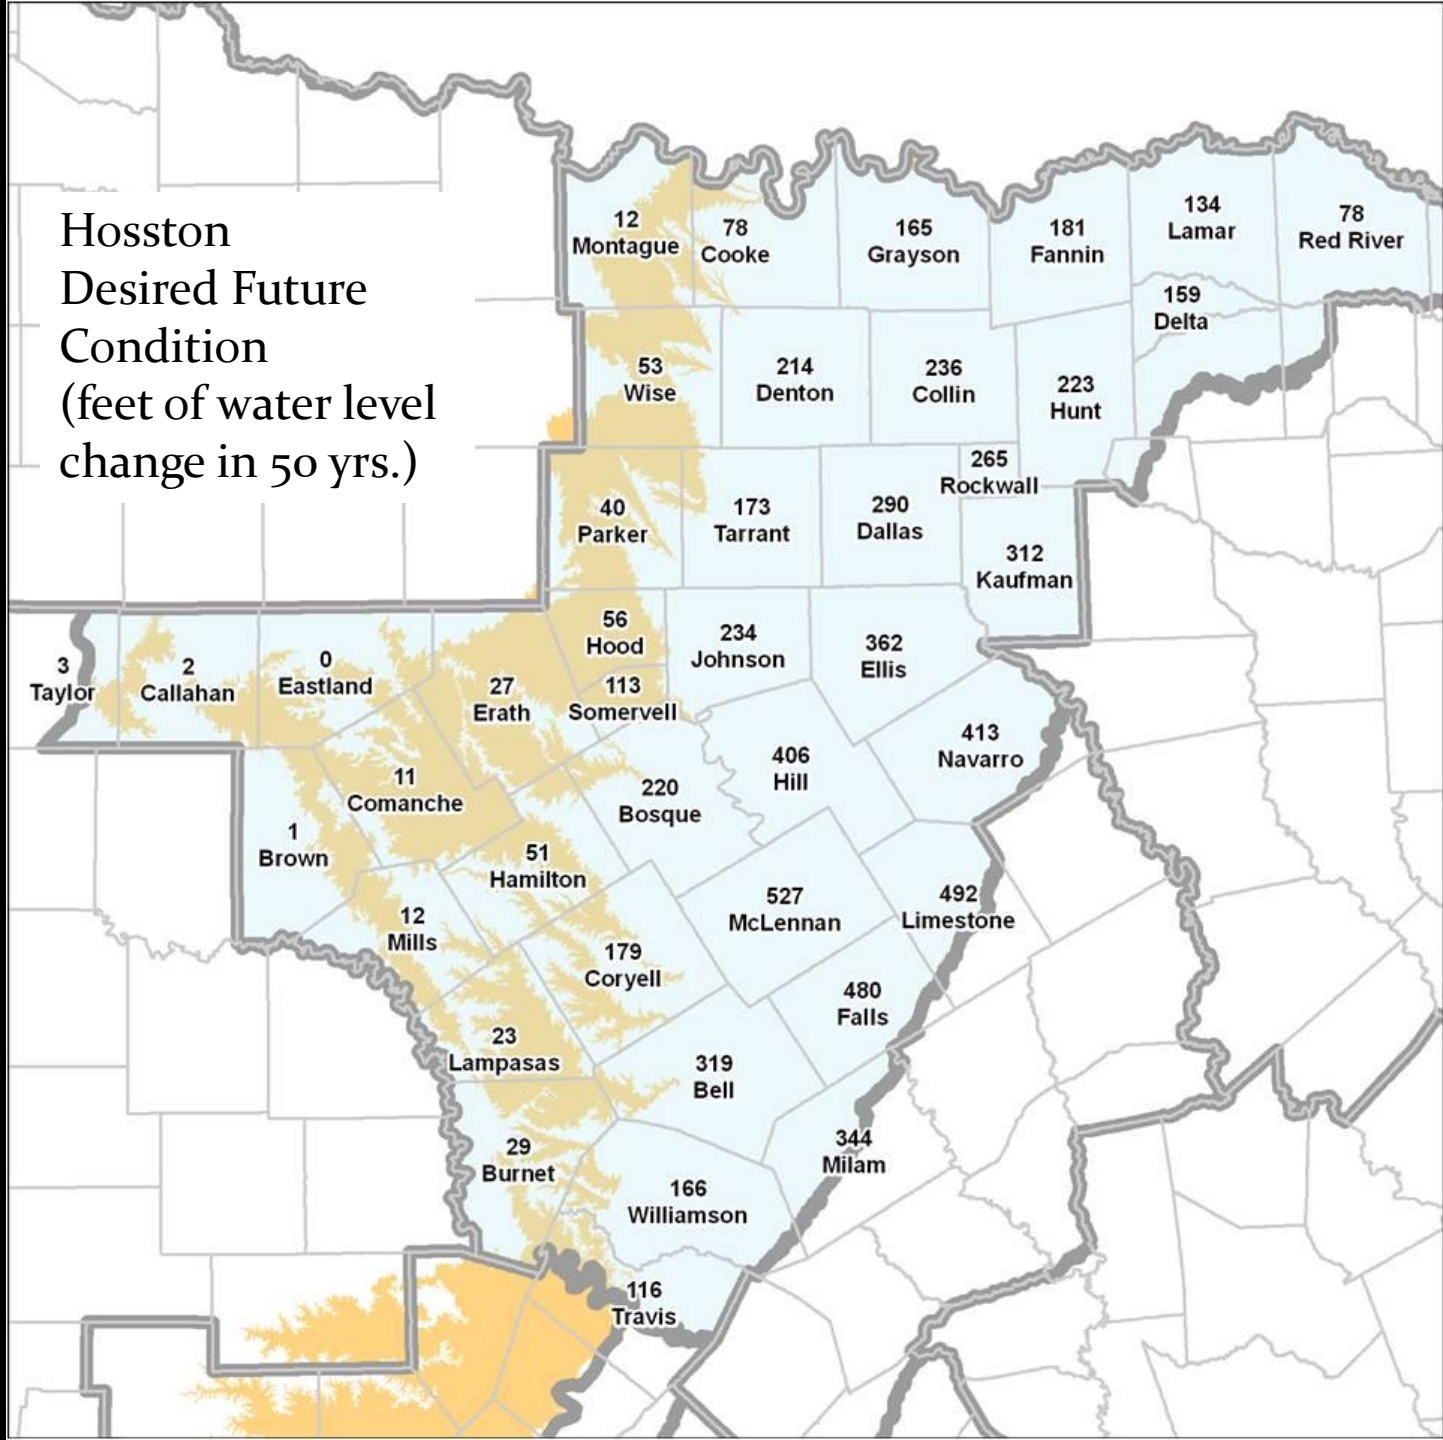 Hosston
Desired Future
Condition
(feet of water level
change in 50 yrs.)
12
Montague
78
Cooke
165
Grayson
181
Fannin
134
Lamar
78
Red River
159
Delta
53
Wise
214
Denton
236
Collin
223
Hunt
265
Rockwall
40
Parker
173
Tarrant
290
Dallas
312
Kaufman
3
Taylor
2
Callahan
0
Eastland
27
Erath
56
Hood
113
Somervell
234
Johnson
362
Ellis
413
Navarro
11
Comanche
220
Bosque
406
Hill
1
Brown
51
Hamilton
527
McLennan
492
Limestone
12
Mills
179
Coryell
480
Falls
23
Lampasas
319
Bell
344
Milam
29
Burnet
166
Williamson
116
Travis